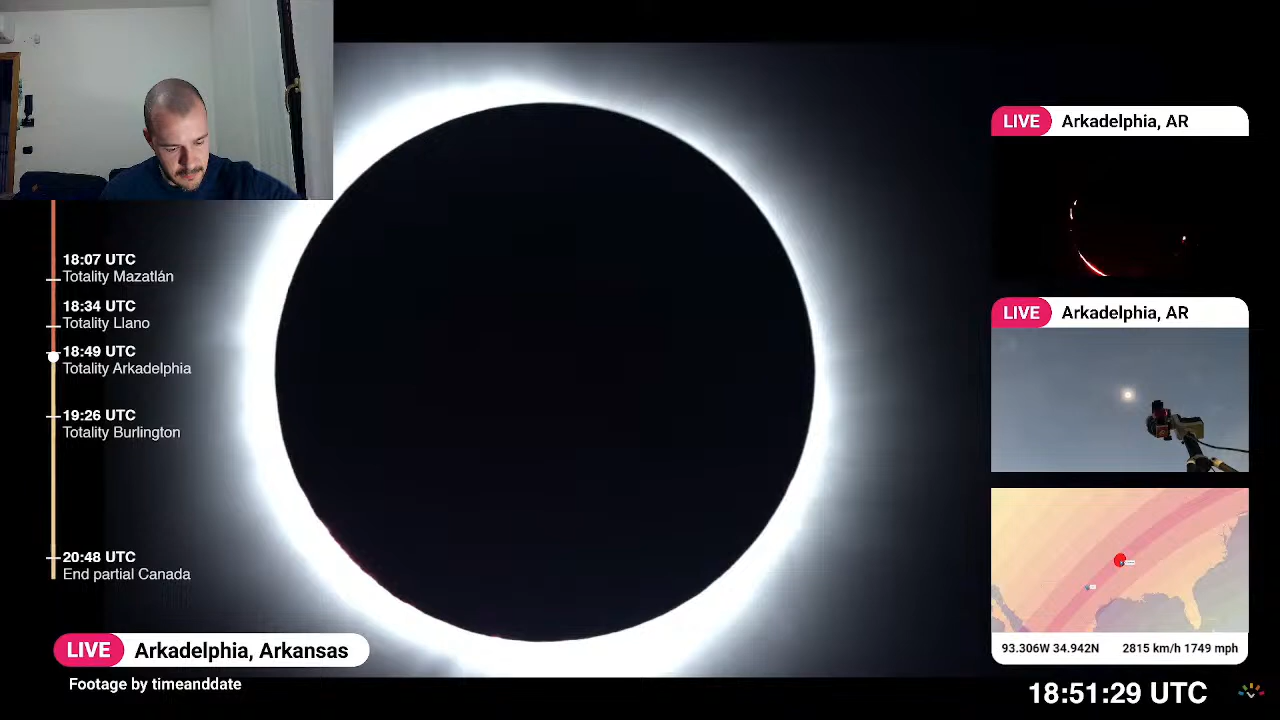 18:07 UTC
Totality Mazatlán
18:34 UTC
Totality Llano
18:49 UTC
Totality Arkadelphia
19:26 UTC
Totality Burlington
20:48 UTC
End partial Canada
LIVE Arkadelphia, Arkansas
Footage by timeanddate
LIVE Arkadelphia, AR
LIVE Arkadelphia, AR
93.306W 34.942N 2815 km/h 1749 mph
18:51:29 UTC